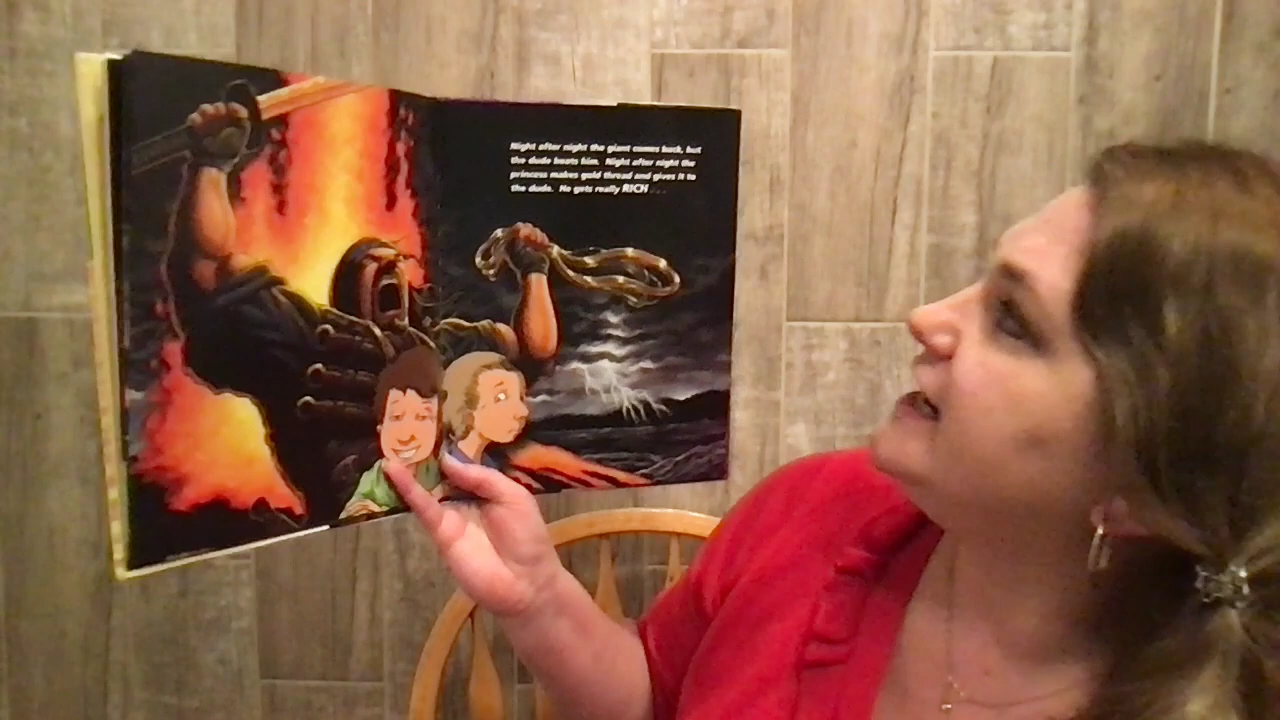 Night after night the giant comes back, but
the dude beats him. Night after night the
princess makes gold thread and gives it to
the dude. He gets really RICH . . .